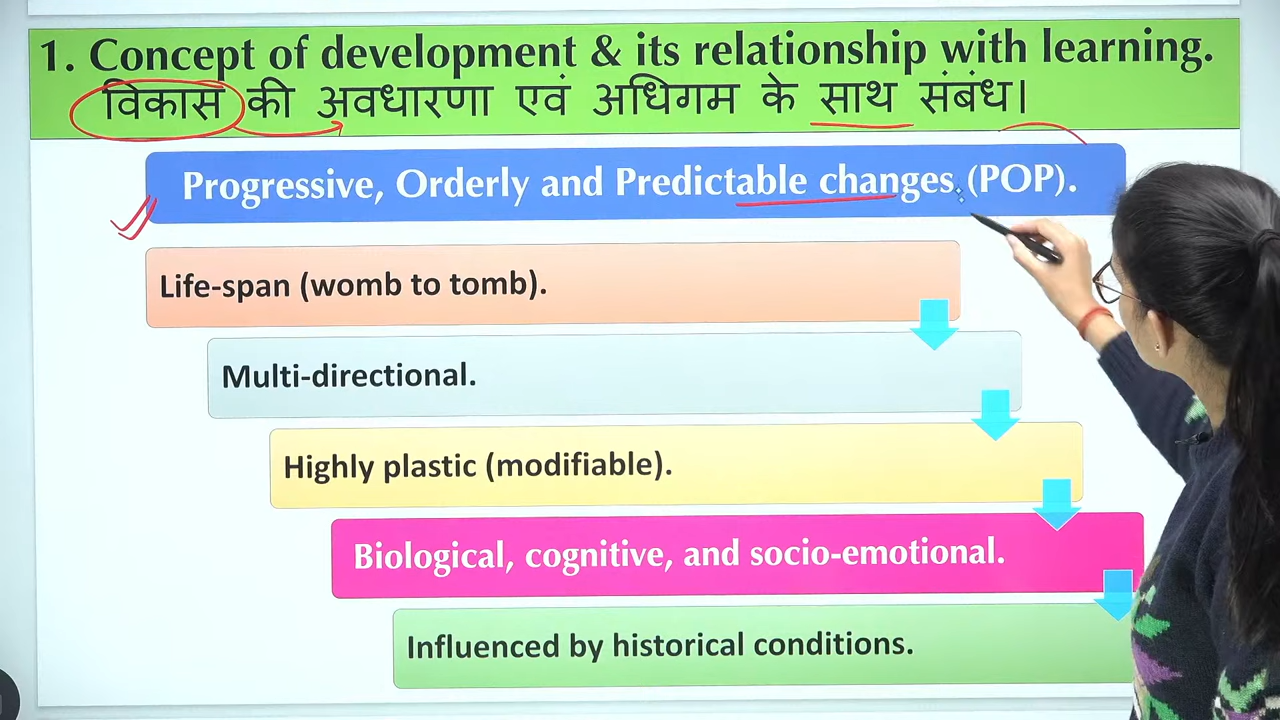 1. Concept of development & its relationship with learning.
विकास की अवधारणा एवं अधिगम के साथ संबंध।
Progressive, Orderly and Predictable changes (POP).
Life-span (womb to tomb).
Multi-directional.
Highly plastic (modifiable).
Biological, cognitive, and socio-emotional.
Influenced by historical conditions.